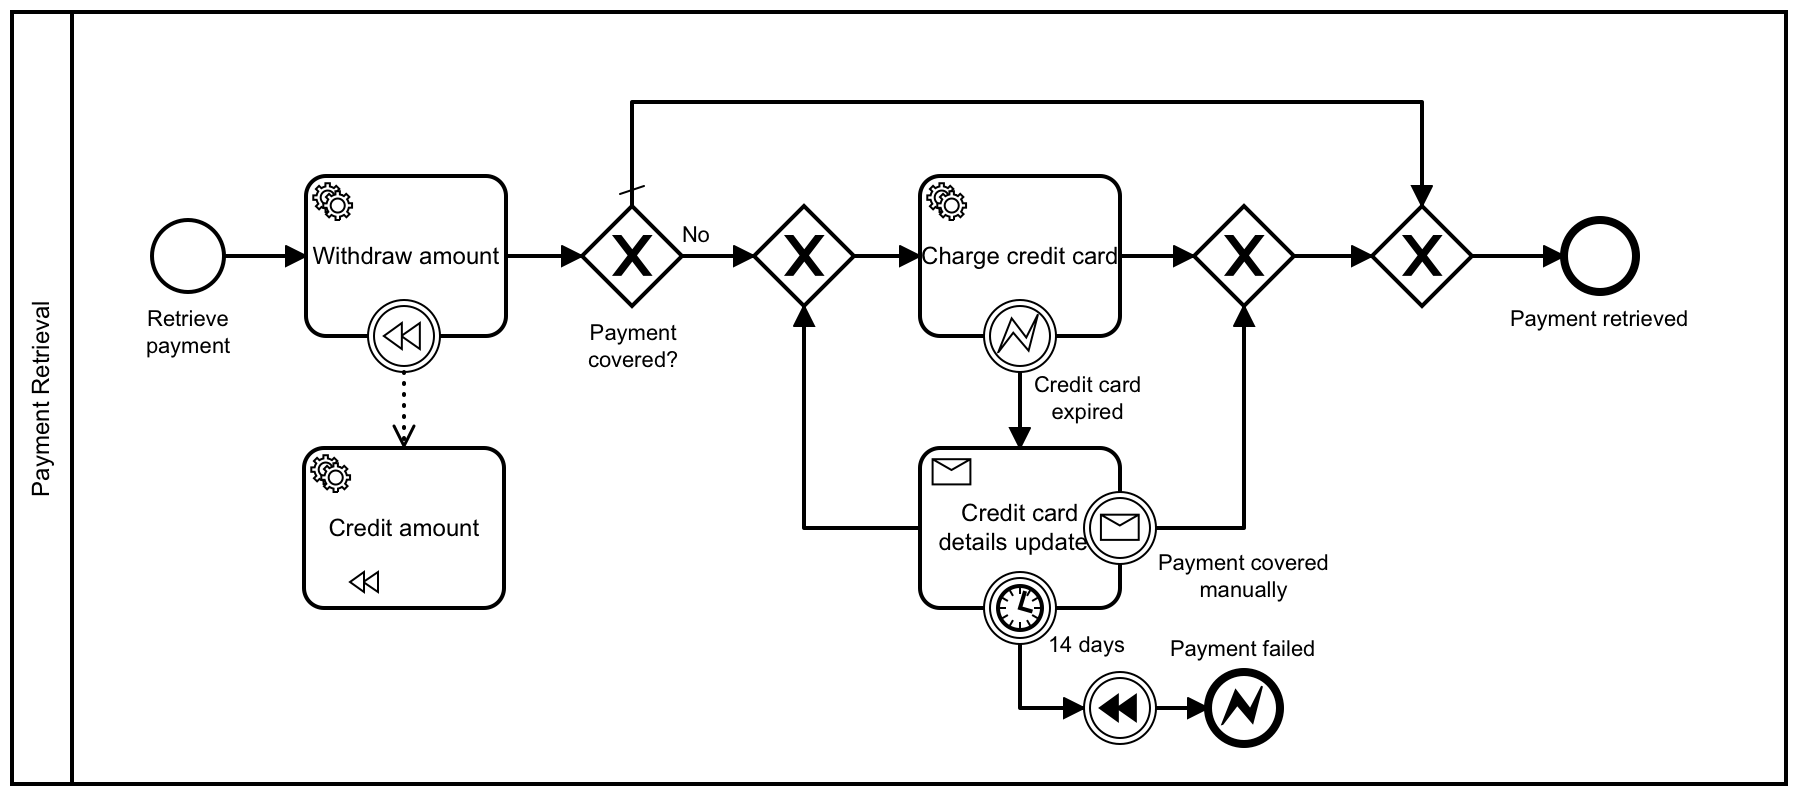 Payment Retrieval
Retrieve
payment
Withdraw amount
Credit amount
Payment
covered?
No
Charge credit card
Credit card
expired
Credit card
details update
Payment covered
manually
14 days
Payment failed
Payment retrieved